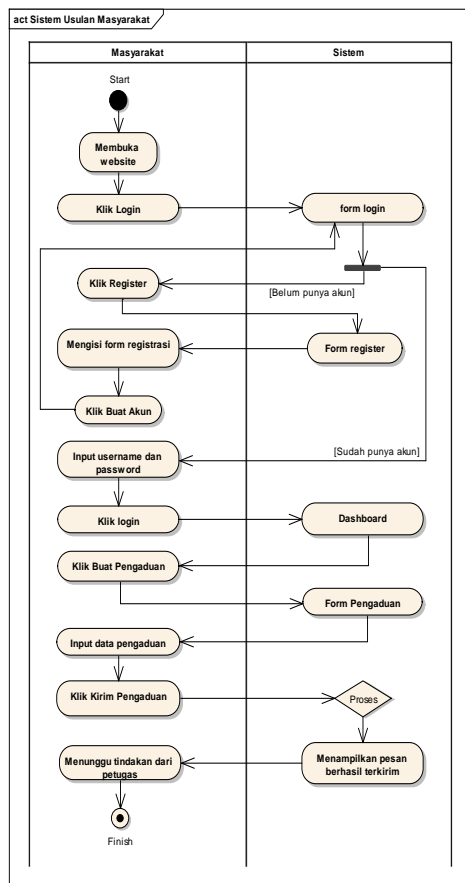 act Sistem Usulan Masyarakat
Masyarakat
Sistem
Start
Membuka
website
Klik Login
form login
Klik Register
[Belum punya akun]
Mengisi form registrasi
Form register
Klik Buat Akun
Input username dan
password
[Sudah punya akun]
Klik login
Dashboard
Klik Buat Pengaduan
Form Pengaduan
Input data pengaduan
Klik Kirim Pengaduan
Proses
Menunggu tindakan dari
petugas
Menampilkan pesan
berhasil terkirim
Finish